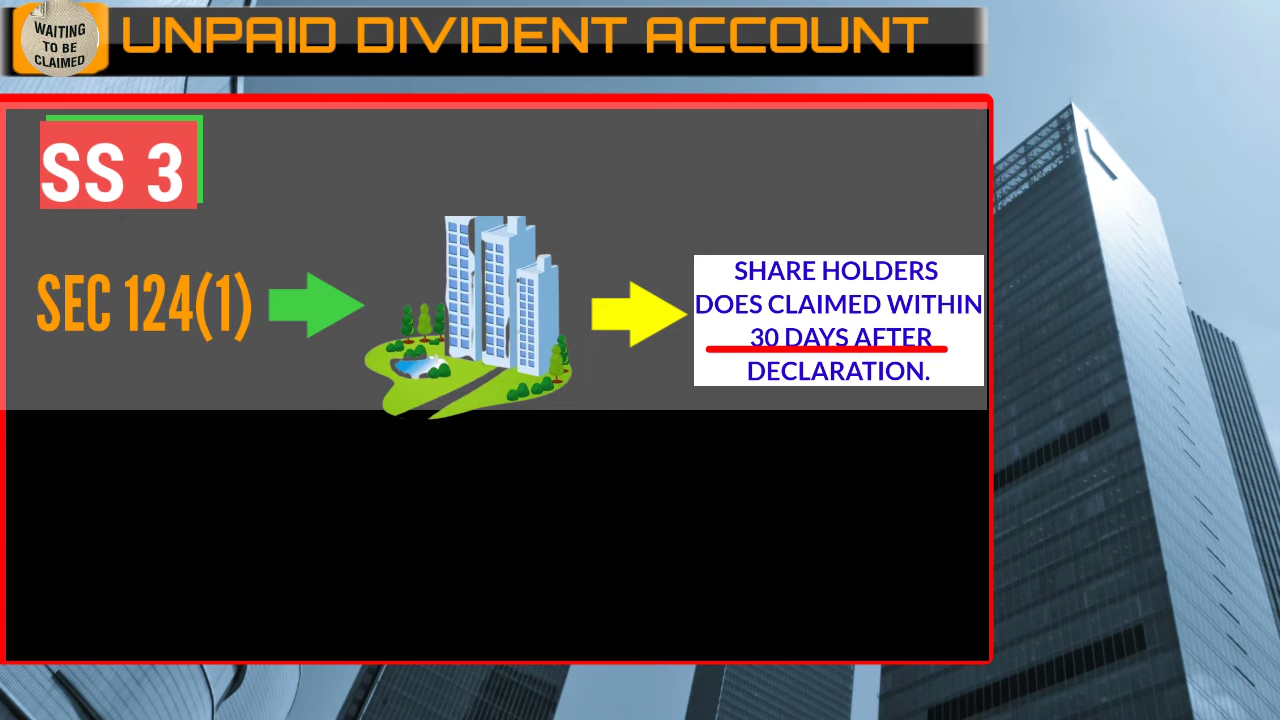 WAITING
TO BE
CLAIMED
UNPAID DIVIDENT ACCOUNT
SS 3
SEC 124(1)
SHARE HOLDERS
DOES CLAIMED WITHIN
30 DAYS AFTER
DECLARATION.